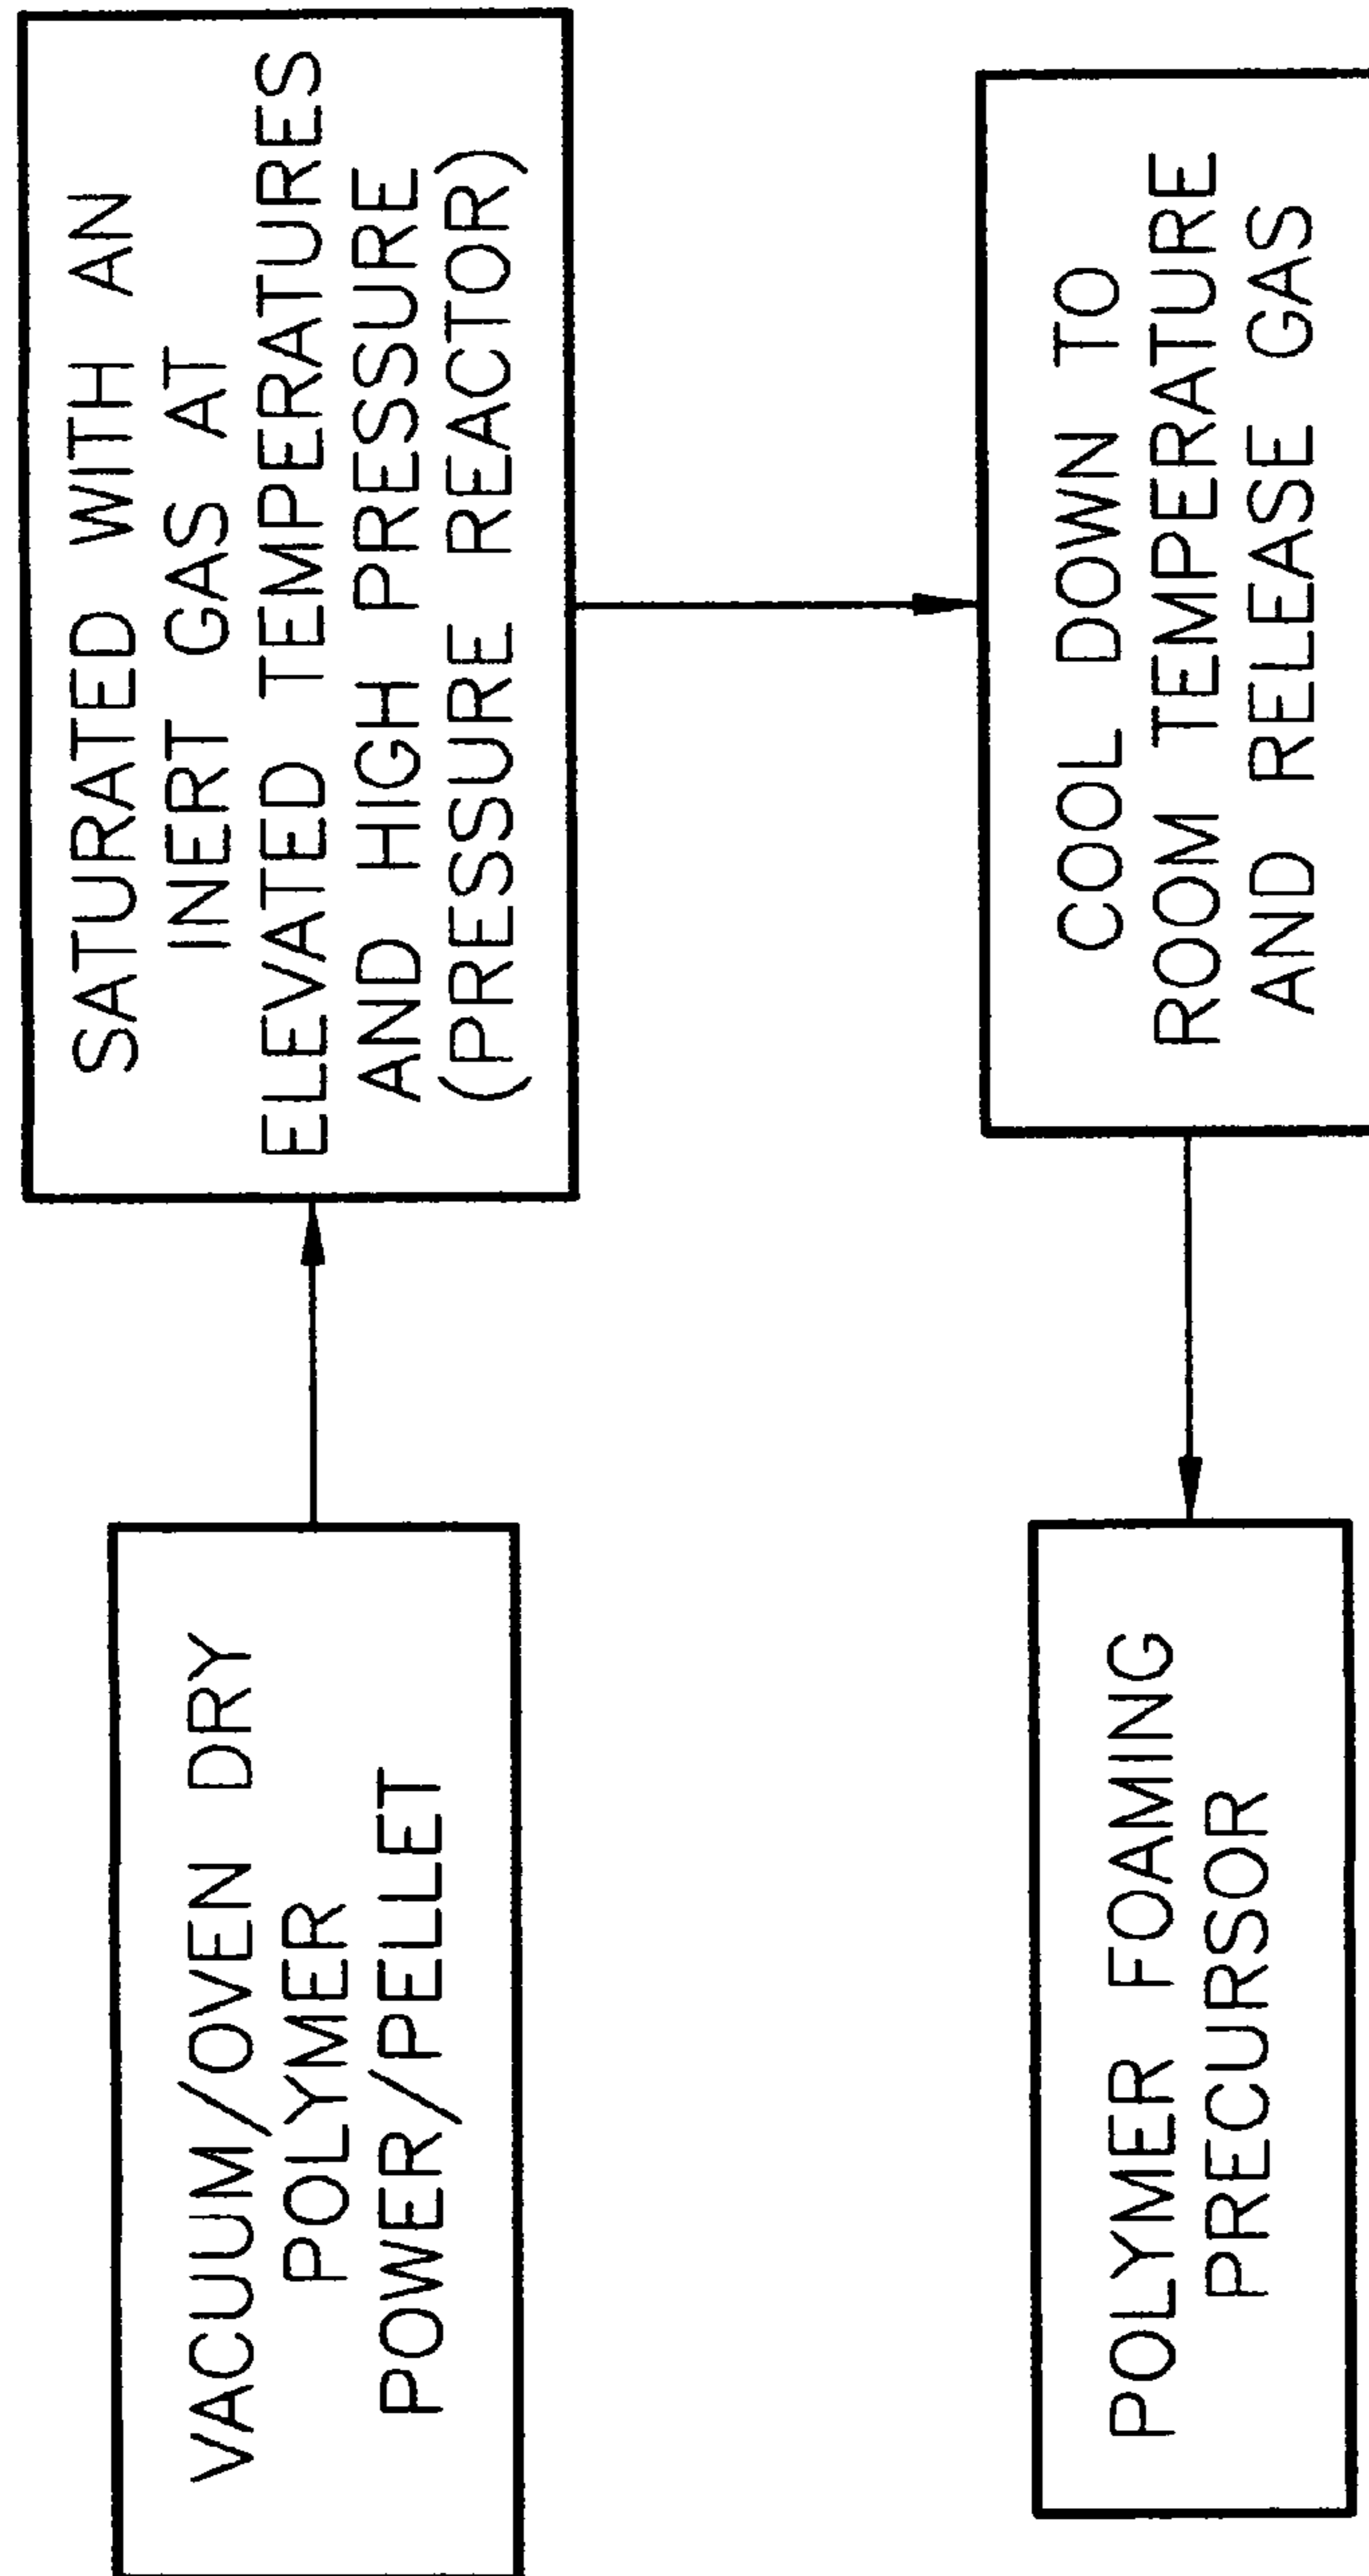 VACUUM/OVEN DRY
POLYMER
POWER/PELLET
SATURATED WITH AN
INERT GAS AT
ELEVATED TEMPERATURES
AND HIGH PRESSURE
(PRESSURE REACTOR)
COOL DOWN TO
ROOM TEMPERATURE
AND RELEASE GAS
POLYMER FOAMING
PRECURSOR